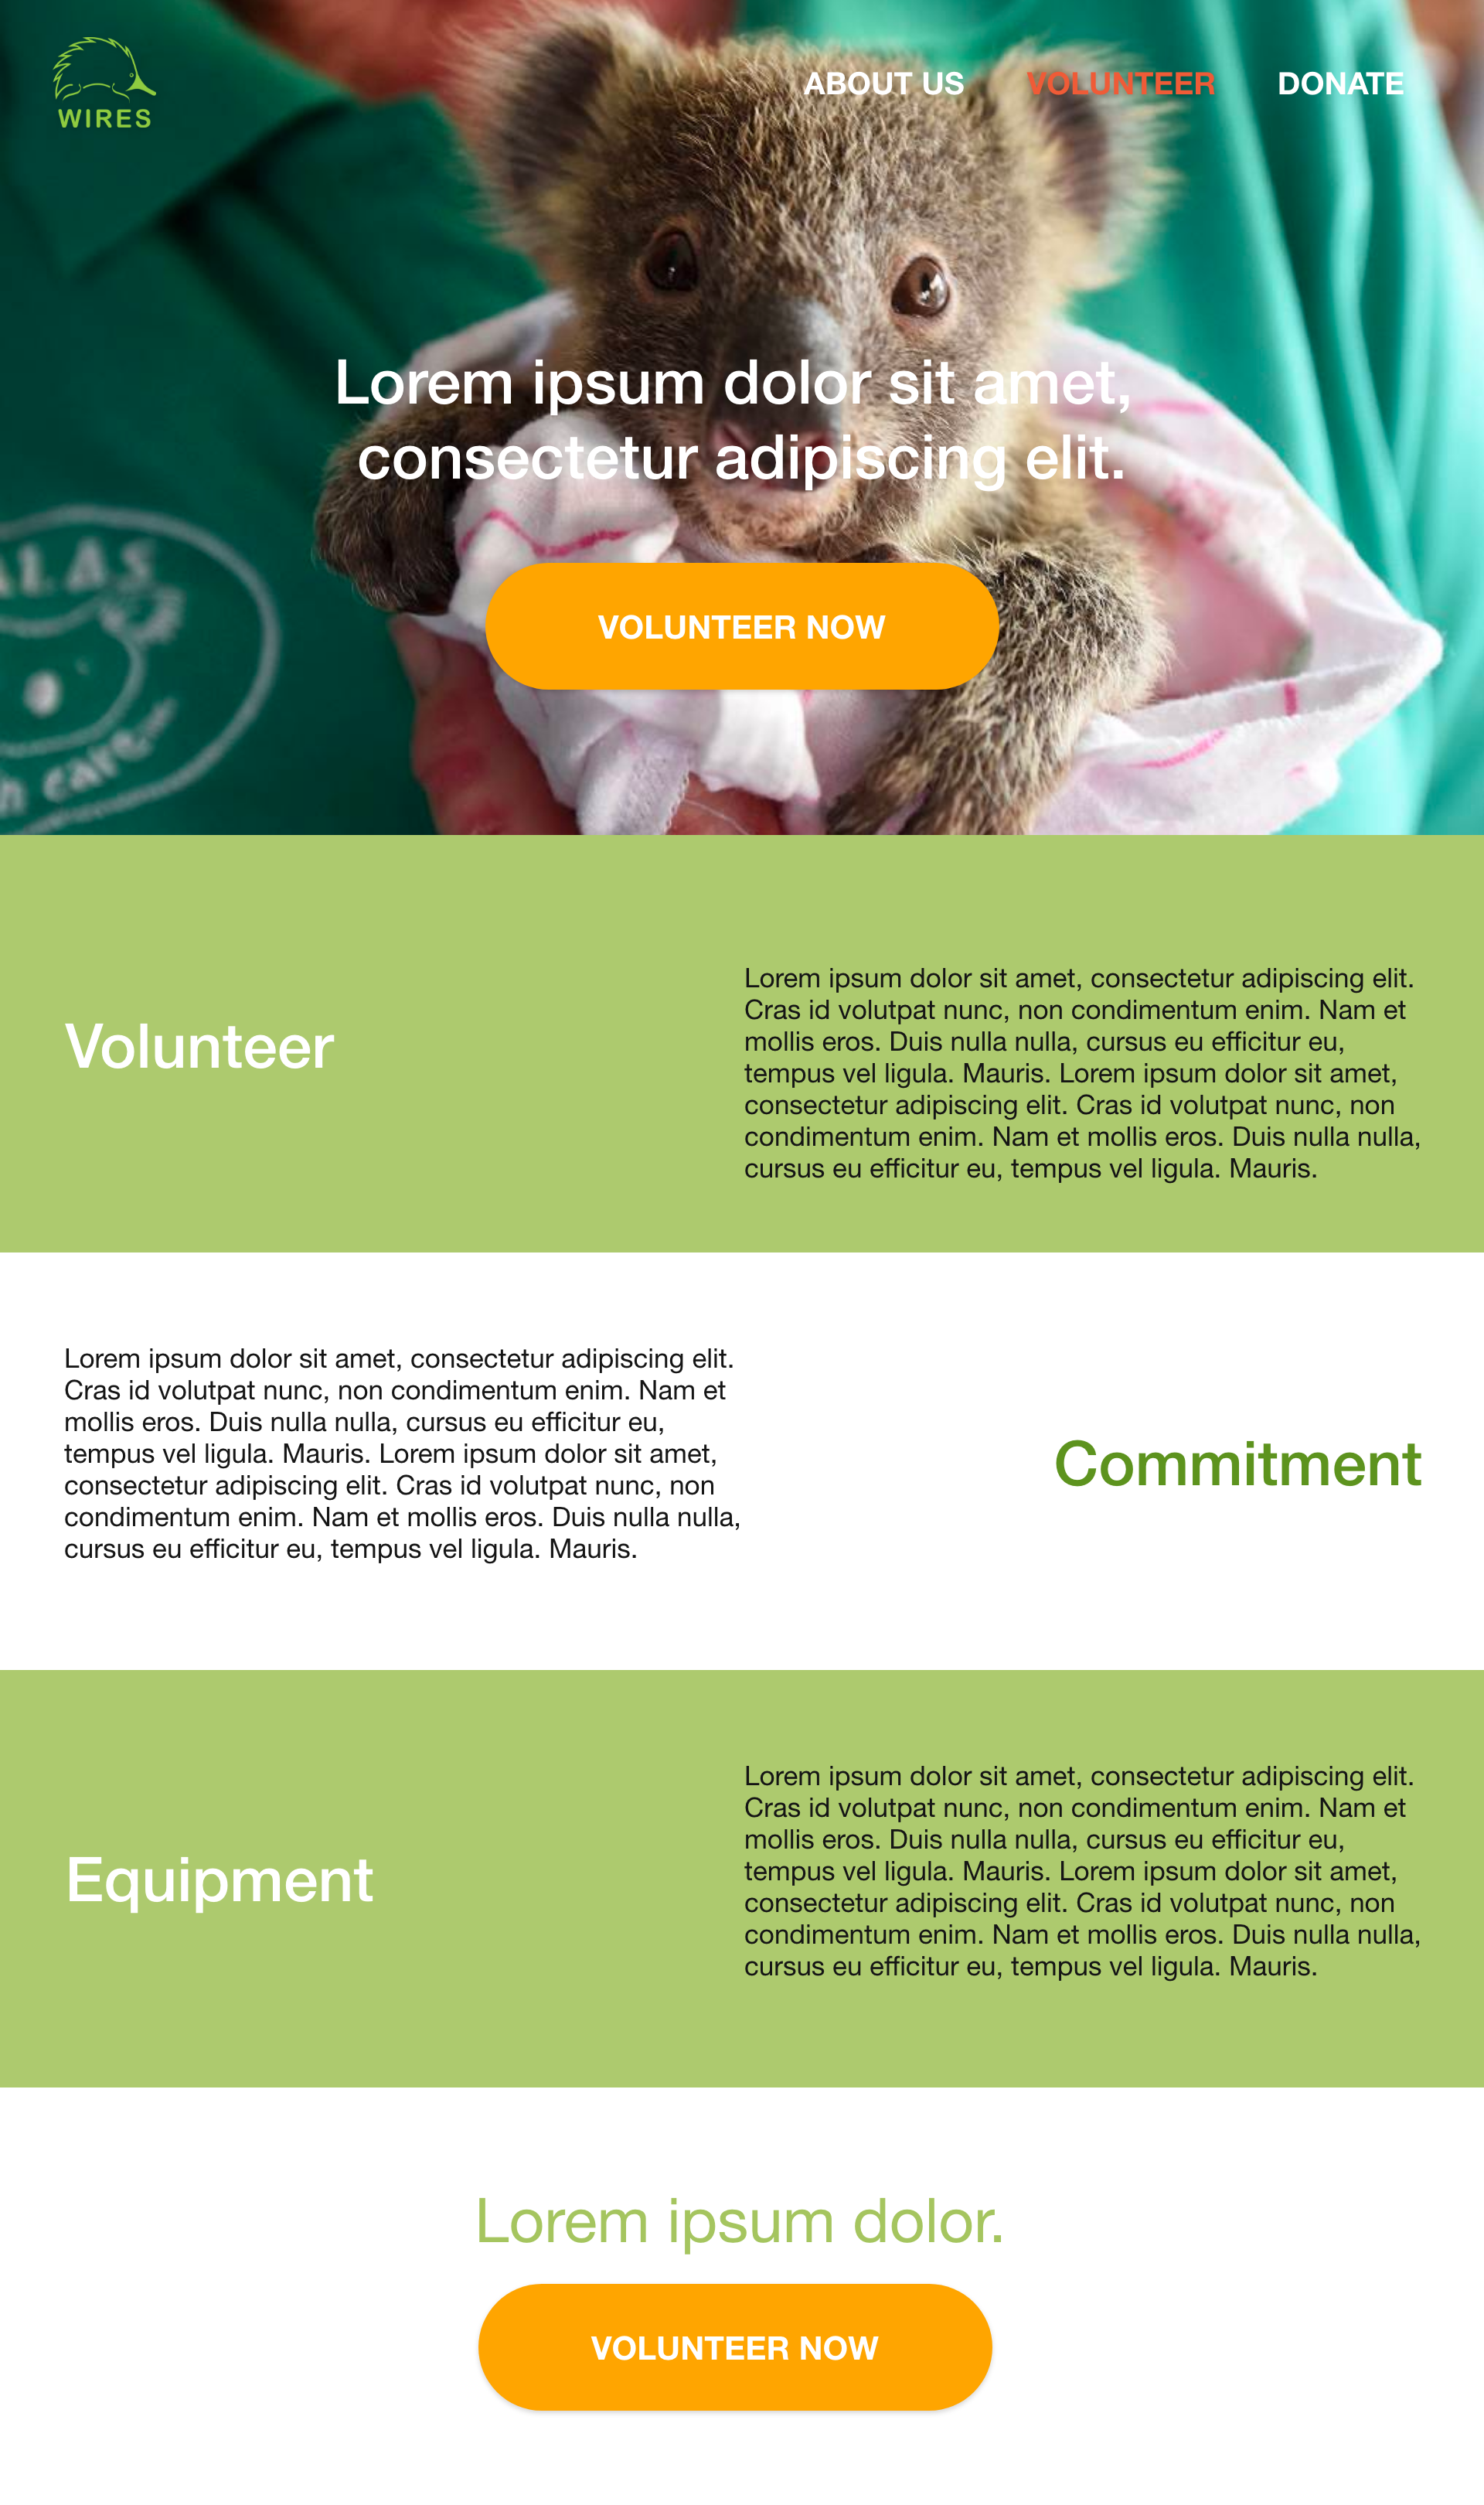 WIRES
ABOUT US VOLUNTEER DONATE
Lorem ipsum dolor sit amet,
consectetur adipiscing elit.
ALAS
h care...
VOLUNTEER NOW
Volunteer
Lorem ipsum dolor sit amet, consectetur adipiscing elit.
Cras id volutpat nunc, non condimentum enim. Nam et
mollis eros. Duis nulla nulla, cursus eu efficitur eu,
tempus vel ligula. Mauris. Lorem ipsum dolor sit amet,
consectetur adipiscing elit. Cras id volutpat nunc, non
condimentum enim. Nam et mollis eros. Duis nulla nulla,
cursus eu efficitur eu, tempus vel ligula. Mauris.
Lorem ipsum dolor sit amet, consectetur adipiscing elit.
Cras id volutpat nunc, non condimentum enim. Nam et
mollis eros. Duis nulla nulla, cursus eu efficitur eu,
tempus vel ligula. Mauris. Lorem ipsum dolor sit amet,
consectetur adipiscing elit. Cras id volutpat nunc, non
condimentum enim. Nam et mollis eros. Duis nulla nulla,
cursus eu efficitur eu, tempus vel ligula. Mauris.
Commitment
Equipment
Lorem ipsum dolor sit amet, consectetur adipiscing elit.
Cras id volutpat nunc, non condimentum enim. Nam et
mollis eros. Duis nulla nulla, cursus eu efficitur eu,
tempus vel ligula. Mauris. Lorem ipsum dolor sit amet,
consectetur adipiscing elit. Cras id volutpat nunc, non
condimentum enim. Nam et mollis eros. Duis nulla nulla,
cursus eu efficitur eu, tempus vel ligula. Mauris.
Lorem ipsum dolor.
VOLUNTEER NOW